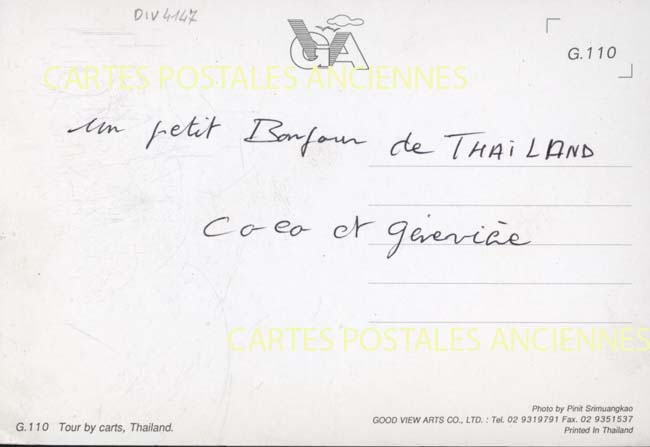 DIV4147
VGA
G.110
CARTES POSTALES ANCIENNES
un petit Bonjour de THAiLAND
Coco et Géneviève
CARTES POSTALES ANCIENNES
Photo by Pinit Srimuangkao
G.110 Tour by carts, Thailand.
GOOD VIEW ARTS CO., LTD. : Tel. 02 9319791 Fax. 02 9351537
Printed In Thailand